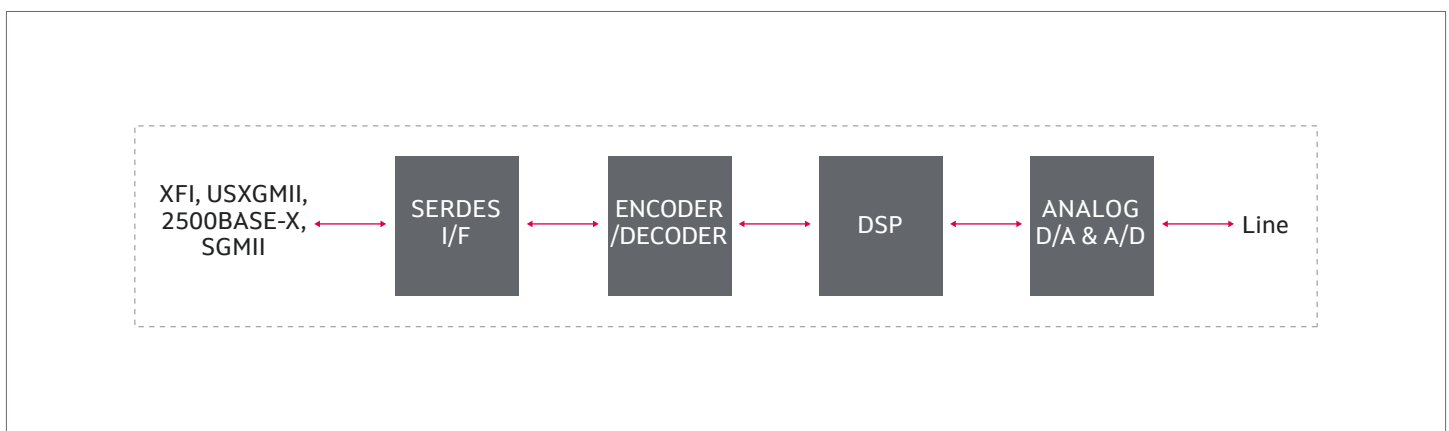 XFI, USXGMII,
2500BASE-X,
SGMII
SERDES
I/F
ENCODER
/DECODER
DSP
ANALOG
D/A & A/D
Line